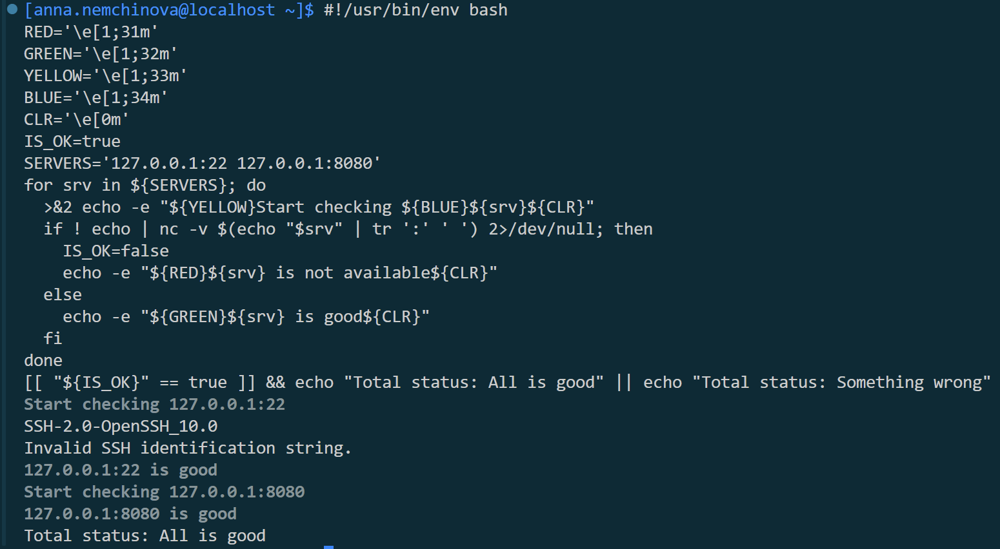 [anna.nemchinova@localhost ~]$ #!/usr/bin/env bash
RED='\e[1;31m'
GREEN='\e[1;32m'
YELLOW='\e[1;33m'
BLUE='\e[1;34m'
CLR='\e[0m'
IS_OK=true
SERVERS='127.0.0.1:22 127.0.0.1:8080'
for srv in ${SERVERS}; do
  >&2 echo -e "${YELLOW}Start checking ${BLUE}${srv}${CLR}"
  if ! echo | nc -v $(echo "$srv" | tr ':' ' ') 2>/dev/null; then
    IS_OK=false
    echo -e "${RED}${srv} is not available${CLR}"
  else
    echo -e "${GREEN}${srv} is good${CLR}"
  fi
done
[[ "${IS_OK}" == true ]] && echo "Total status: All is good" || echo "Total status: Something wrong"
Start checking 127.0.0.1:22
SSH-2.0-OpenSSH_10.0
Invalid SSH identification string.
127.0.0.1:22 is good
Start checking 127.0.0.1:8080
127.0.0.1:8080 is good
Total status: All is good